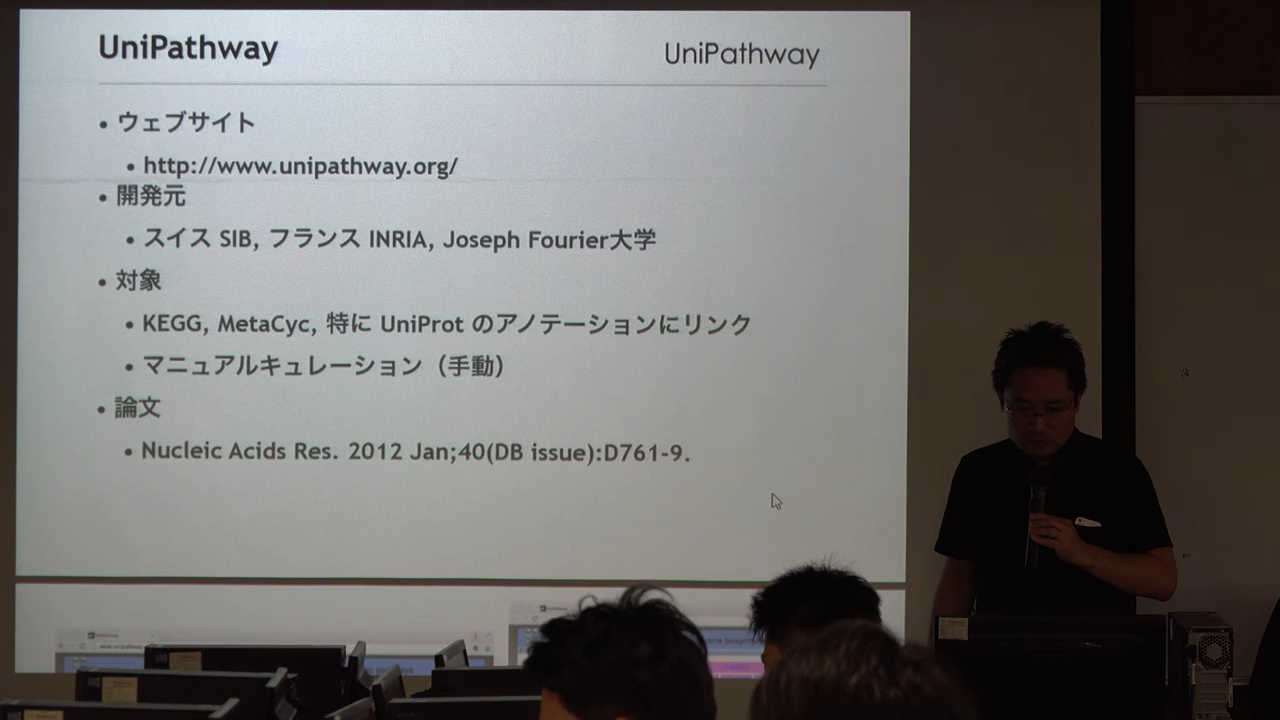 UniPathway
UniPathway
• ウェブサイト
• http://www.unipathway.org/
• 開発元
• スイス SIB, フランス INRIA, Joseph Fourier大学
• 対象
• KEGG, MetaCyc, 特に UniProt のアノテーションにリンク
• マニュアルキュレーション（手動）
• 論文
• Nucleic Acids Res. 2012 Jan;40(DB issue):D761-9.